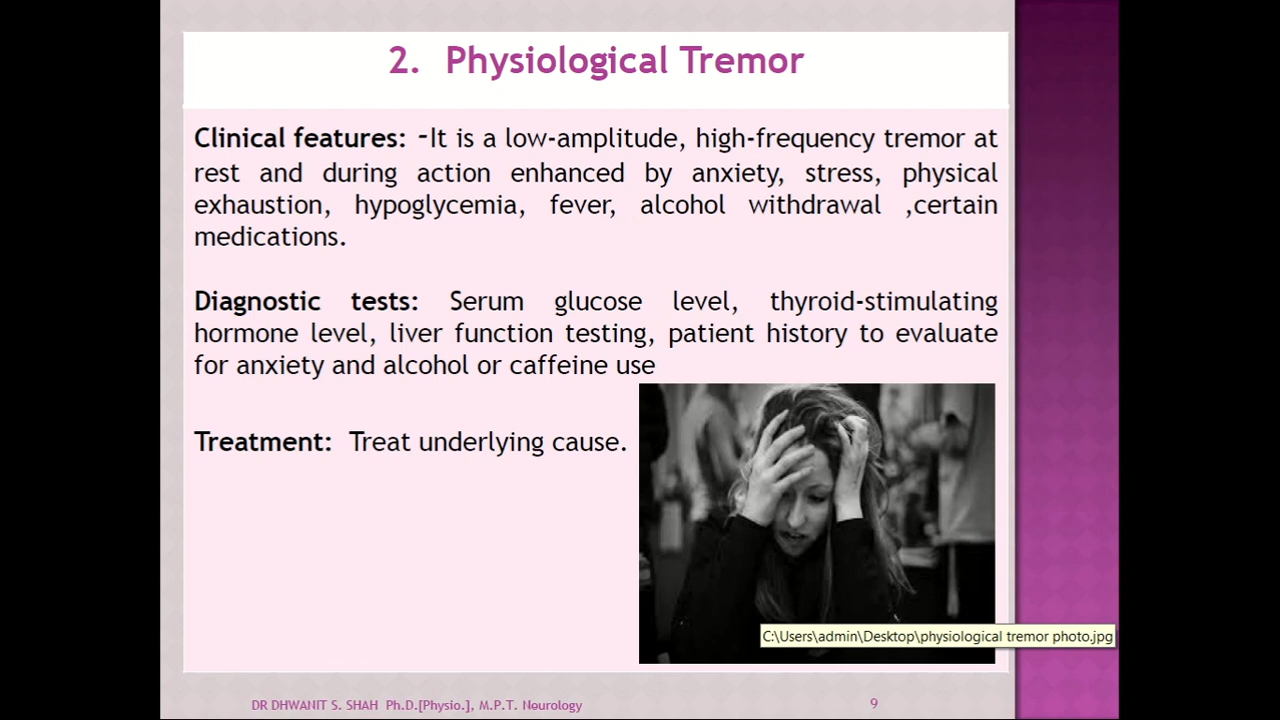 2. Physiological Tremor
Clinical features: -It is a low-amplitude, high-frequency tremor at
rest and during action enhanced by anxiety, stress, physical
exhaustion, hypoglycemia, fever, alcohol withdrawal ,certain
medications.
Diagnostic tests: Serum glucose level, thyroid-stimulating
hormone level, liver function testing, patient history to evaluate
for anxiety and alcohol or caffeine use
Treatment: Treat underlying cause.
C:\Users\admin\Desktop\physiological tremor photo.jpg
DR DHWANIT S. SHAH Ph.D.[Physio.], M.P.T. Neurology
9